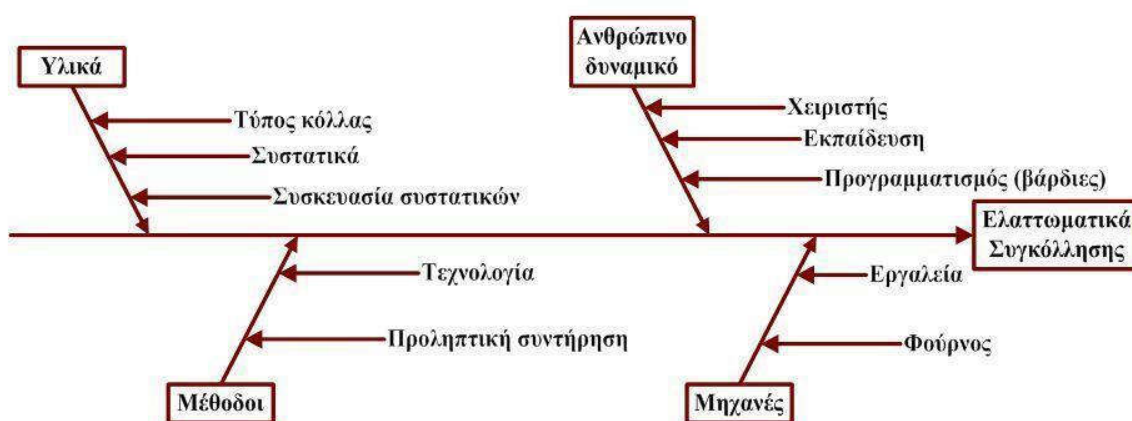 Υλικά
Τύπος κόλλας
Συστατικά
Συσκευασία συστατικών
Ανθρώπινο
δυναμικό
Χειριστής
Εκπαίδευση
Προγραμματισμός (βάρδιες)
Ελαττωματικά
Συγκόλλησης
Τεχνολογία
Προληπτική συντήρηση
Μέθοδοι
Εργαλεία
Φούρνος
Μηχανές